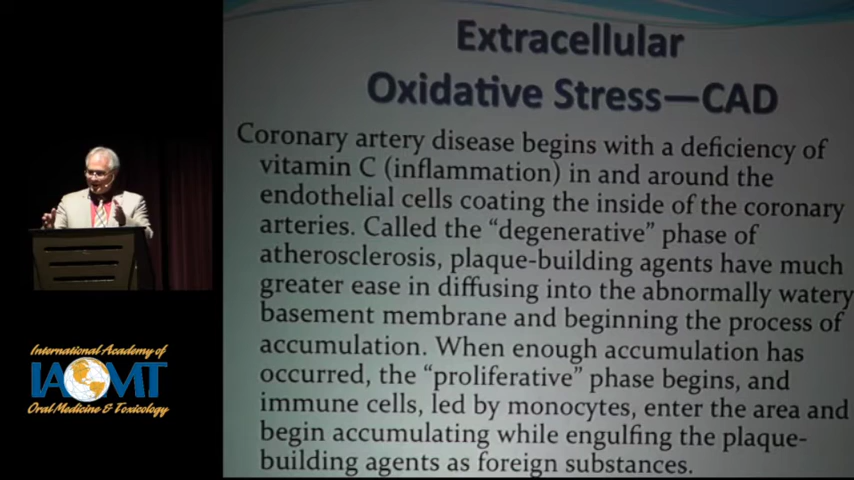 Extracellular
Oxidative Stress—CAD
Coronary artery disease begins with a deficiency of
vitamin C (inflammation) in and around the
endothelial cells coating the inside of the coronary
arteries. Called the “degenerative” phase of
atherosclerosis, plaque-building agents have much
greater ease in diffusing into the abnormally watery
basement membrane and beginning the process of
accumulation. When enough accumulation has
occurred, the “proliferative” phase begins, and
immune cells, led by monocytes, enter the area and
begin accumulating while engulfing the plaque-
building agents as foreign substances.
International Academy of
IAOMT
Oral Medicine & Toxicology